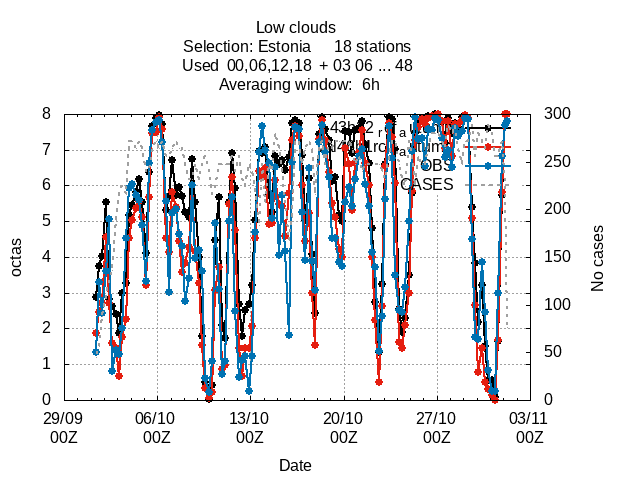 Low clouds
Selection: Estonia 18 stations
Used 00,06,12,18 + 03 06 ... 48
Averaging window: 6h
8
7
6
5
4
3
2
1
0
octas
300
250
200
150
100
50
0
No cases
OBS
CASES
29/09 06/10 13/10 20/10 27/10 03/11
00Z 00Z 00Z 00Z 00Z 00Z
Date